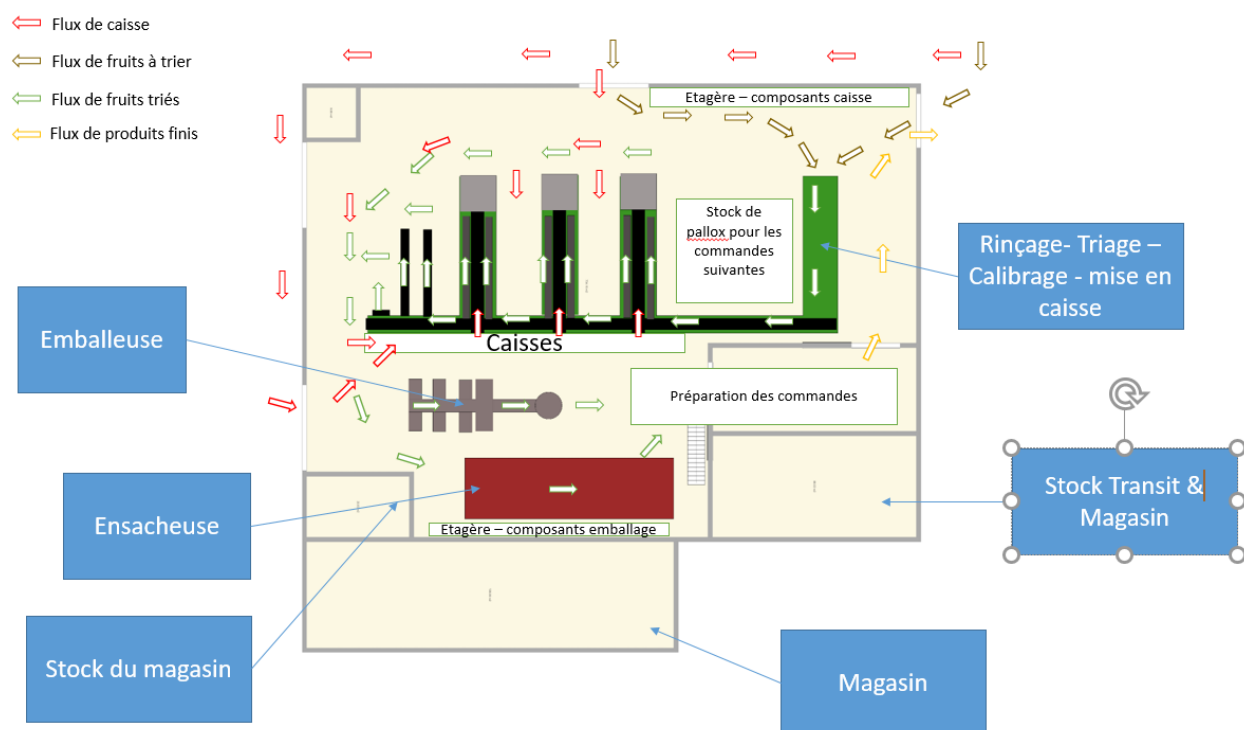 Flux de caisse
Flux de fruits à trier
Flux de fruits triés
Flux de produits finis
Etagère – composants caisse
Stock de
pallox pour les
commandes
suivantes
Rinçage- Triage –
Calibrage - mise en
caisse
Emballeuse
Caisses
Préparation des commandes
Stock Transit &
Magasin
Ensacheuse
Etagère – composants emballage
Stock du magasin
Magasin